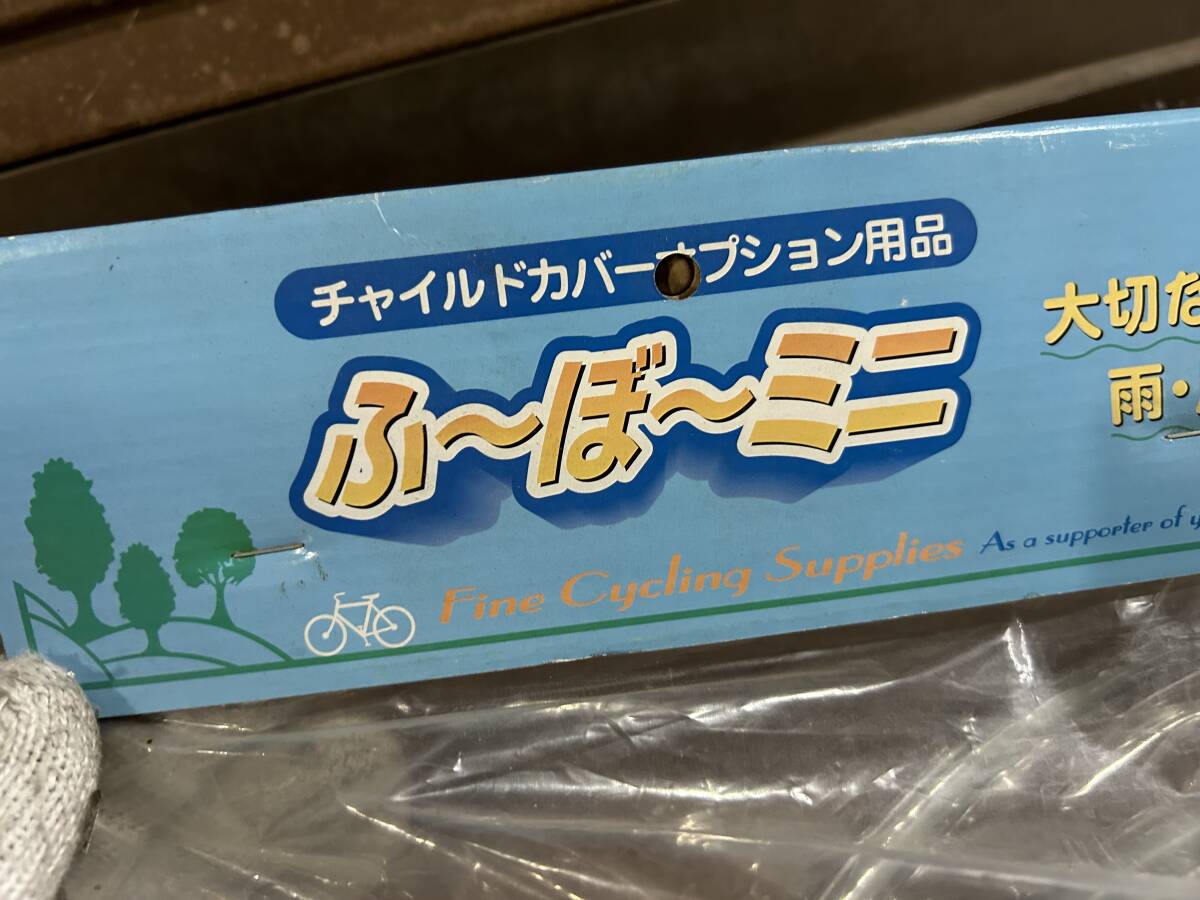 チャイルドカバーオプション用品
ふ〜ぼ〜ミニ
大切な
雨・
Fine Cycling Supplies As a supporter of